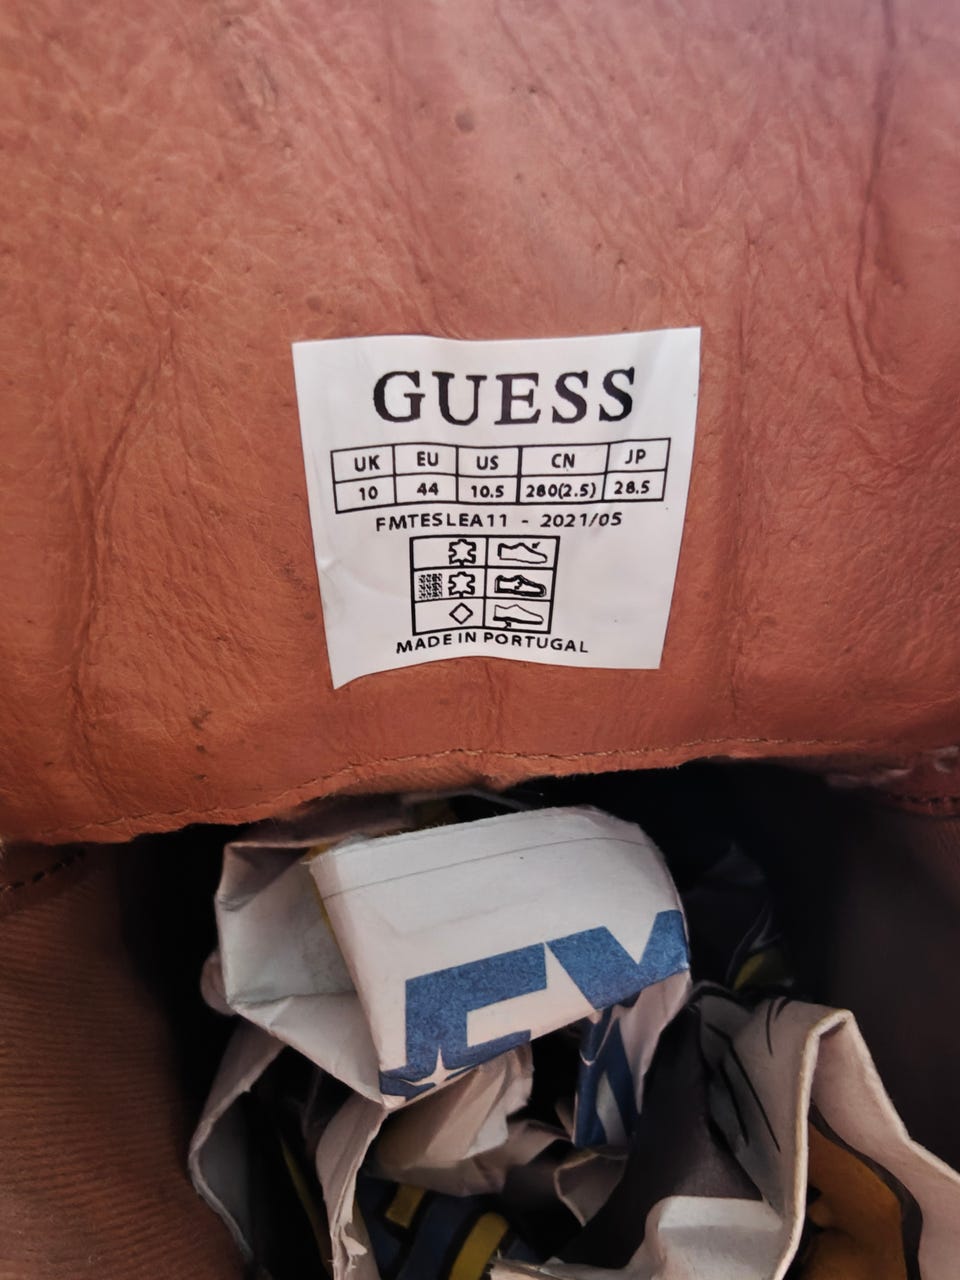 GUESS
UK EU US CN JP
10 44 10.5 280(2.5) 28.5
FMTESLEA11 - 2021/05
MADE IN PORTUGAL